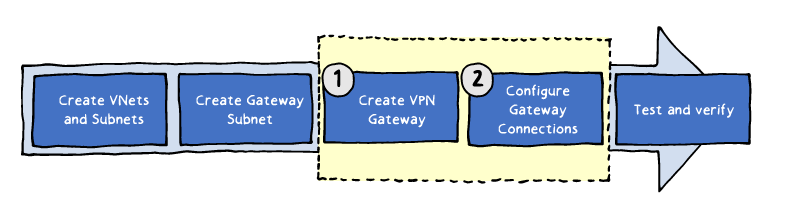 Create VNets
and Subnets
Create Gateway
Subnet
1
Create VPN
Gateway
2
Configure
Gateway
Connections
Test and verify